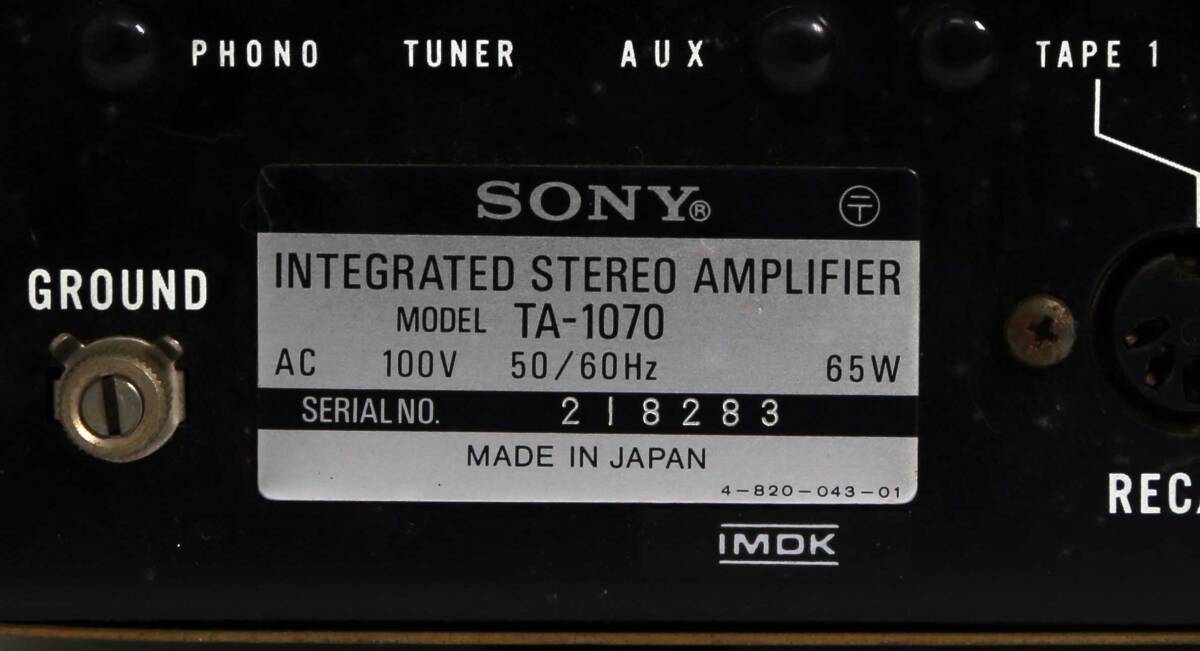 PHONO TUNER AUX TAPE 1
SONY®
〒
INTEGRATED STEREO AMPLIFIER
MODEL TA-1070
AC 100V 50/60Hz 65W
SERIAL NO. 218283
MADE IN JAPAN
4-820-043-01
GROUND
REC/
IMDK